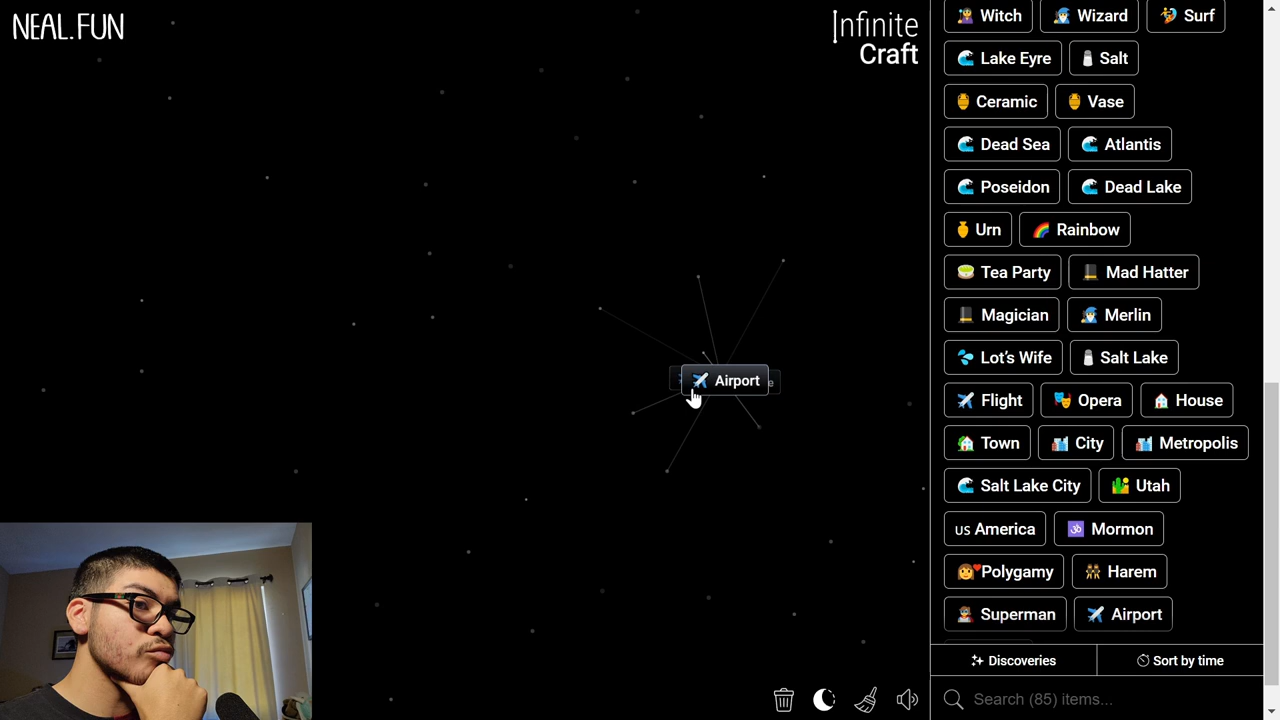 NEAL.FUN
Infinite
Craft
Witch Wizard Surf
Lake Eyre Salt
Ceramic Vase
Dead Sea Atlantis
Poseidon Dead Lake
Urn Rainbow
Tea Party Mad Hatter
Magician Merlin
Lot's Wife Salt Lake
Airport
Flight Opera House
Town City Metropolis
Salt Lake City Utah
US America Mormon
Polygamy Harem
Superman Airport
Discoveries Sort by time
Search (85) items...